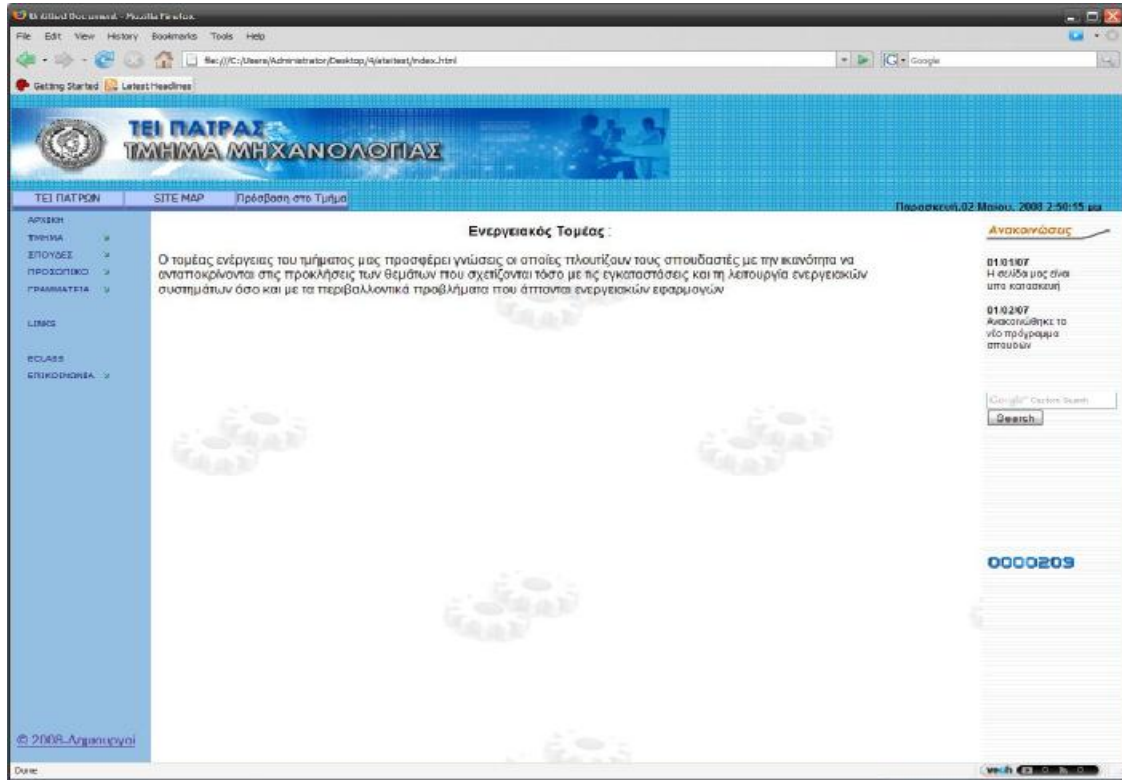 Untitled Document - Mozilla Firefox
File Edit View History Bookmarks Tools Help
file:///C:/Users/Administrator/Desktop/4/ataritest/index.html
Google
Getting Started Latest Headlines
ΤΕΙ ΠΑΤΡΑΣ
ΤΜΗΜΑ ΜΗΧΑΝΟΛΟΓΙΑΣ
ΤΕΙ ΠΑΤΡΩΝ SITE MAP Πρόσβαση στο Τμήμα
Παρασκευή,02 Μαιου, 2008 2:50:15 μμ
ΑΡΧΙΚΗ
ΤΜΗΜΑ
ΣΠΟΥΔΕΣ
ΠΡΟΣΩΠΙΚΟ
ΓΡΑΜΜΑΤΕΙΑ
LINKS
ECLASS
ΕΠΙΚΟΙΝΩΝΙΑ
© 2008-Δημιουργοί
Ενεργειακός Τομέας :
Ο τομέας ενέργειας του τμήματος μας προσφέρει γνώσεις οι οποίες πλουτίζουν τους σπουδαστές με την ικανότητα να
ανταποκρίνονται στις προκλήσεις των θεμάτων που σχετίζονται τόσο με τις εγκαταστάσεις και τη λειτουργία ενεργειακών
συστημάτων όσο και με τα περιβαλλοντικά προβλήματα που άπτονται ενεργειακών εφαρμογών
Ανακοινώσεις
01/01/07
Η σελίδα μας είναι
υπο κατασκευή
01/02/07
Ανακοινώθηκε το
νέο πρόγραμμα
σπουδών
Google Custom Search
Search
0000209
Done